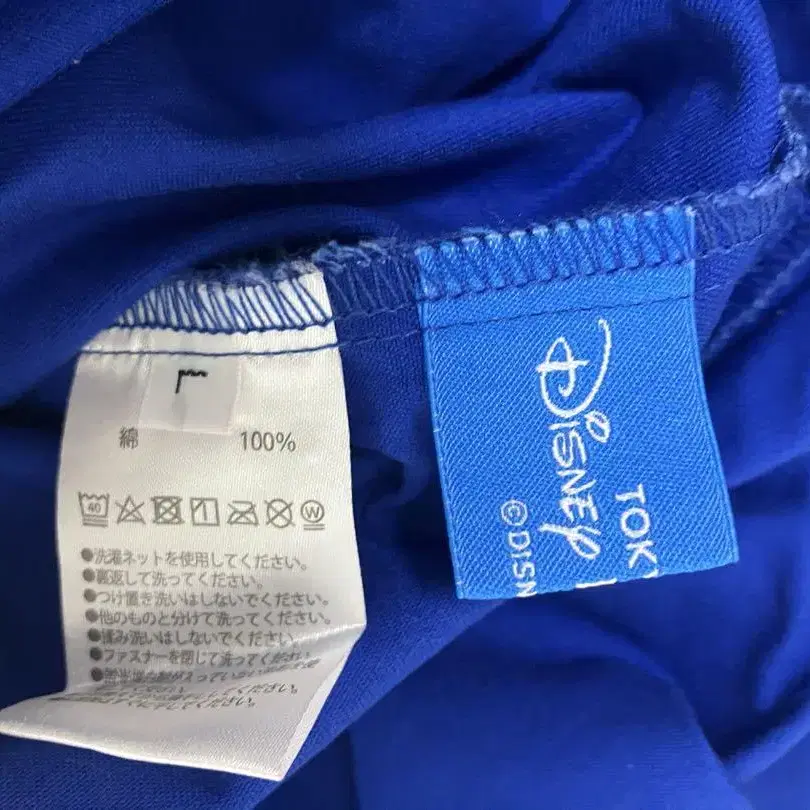 L
綿 100%
40
W
●洗濯ネットを使用してください。
●裏返して洗ってください。
●つけ置き洗いはしないでください。
●他のものと分けて洗ってください。
●揉み洗いはしないでください。
●ファスナーを閉じて洗ってください。
TOK
Disney
©DISN